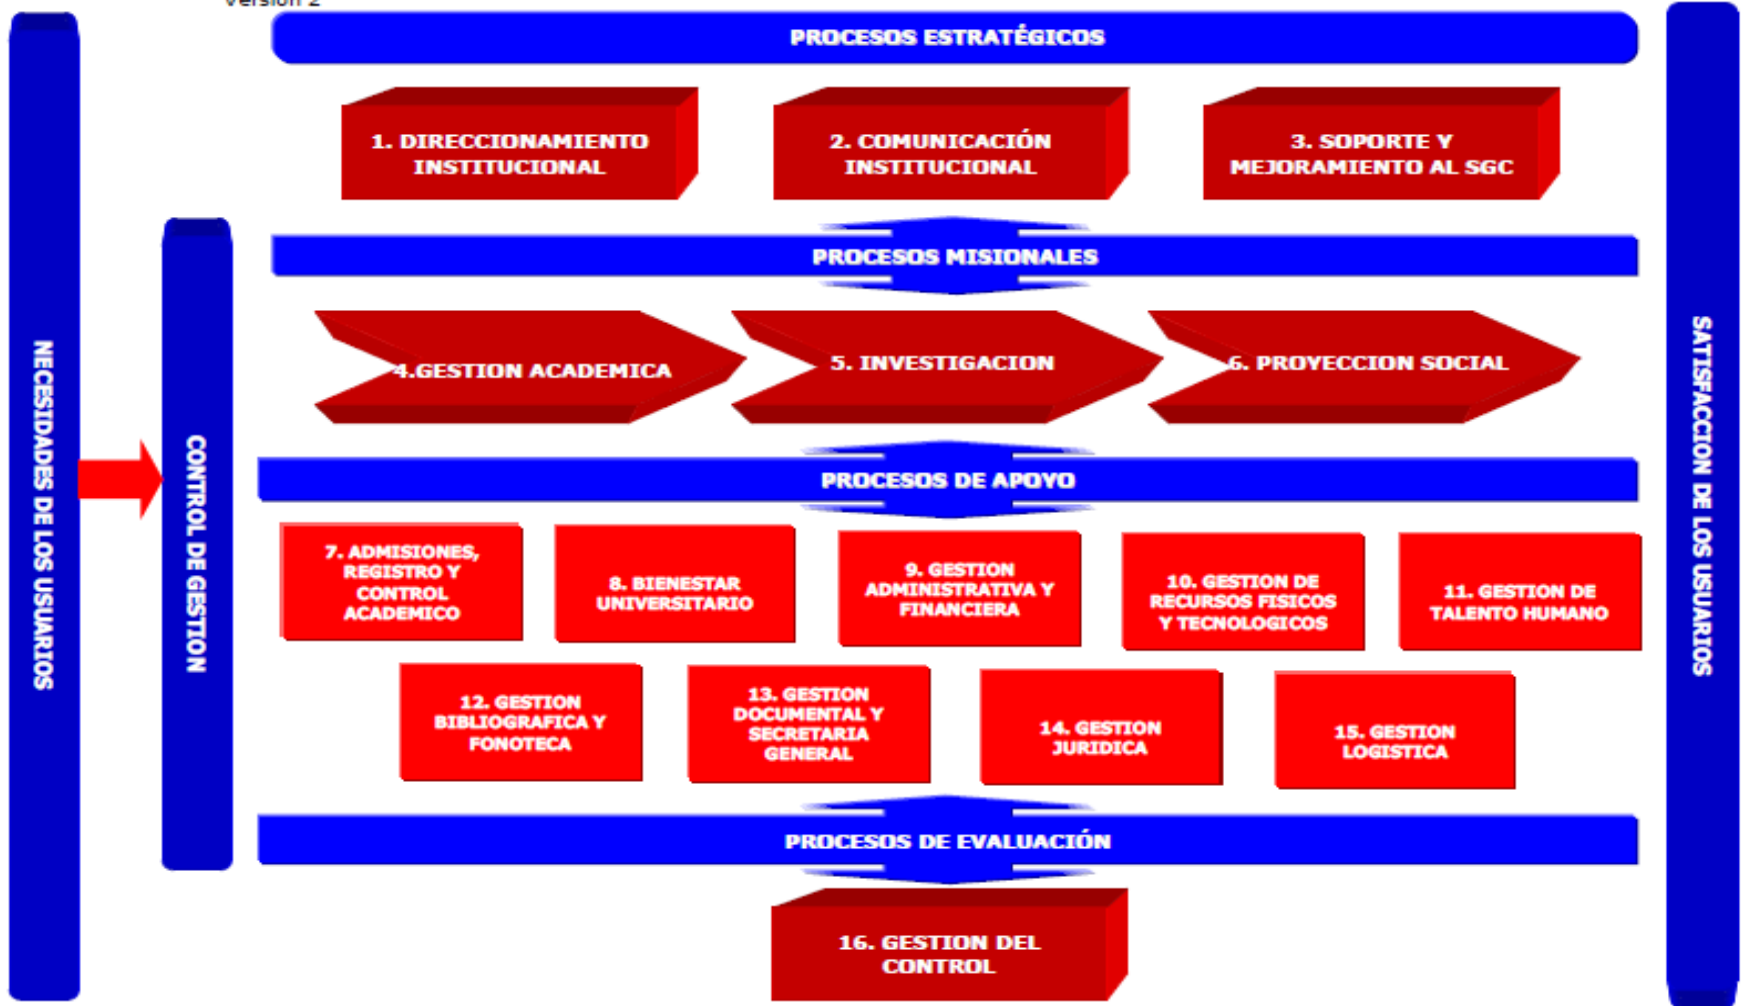 Versión 2
PROCESOS ESTRATÉGICOS
1. DIRECCIONAMIENTO
INSTITUCIONAL
2. COMUNICACIÓN
INSTITUCIONAL
3. SOPORTE Y
MEJORAMIENTO AL SGC
PROCESOS MISIONALES
4.GESTION ACADEMICA
5. INVESTIGACION
6. PROYECCION SOCIAL
NECESIDADES DE LOS USUARIOS
CONTROL DE GESTION
SATISFACCION DE LOS USUARIOS
PROCESOS DE APOYO
7. ADMISIONES,
REGISTRO Y
CONTROL
ACADEMICO
8. BIENESTAR
UNIVERSITARIO
9. GESTION
ADMINISTRATIVA Y
FINANCIERA
10. GESTION DE
RECURSOS FISICOS
Y TECNOLOGICOS
11. GESTION DE
TALENTO HUMANO
12. GESTION
BIBLIOGRAFICA Y
FONOTECA
13. GESTION
DOCUMENTAL Y
SECRETARIA
GENERAL
14. GESTION
JURIDICA
15. GESTION
LOGISTICA
PROCESOS DE EVALUACIÓN
16. GESTION DEL
CONTROL